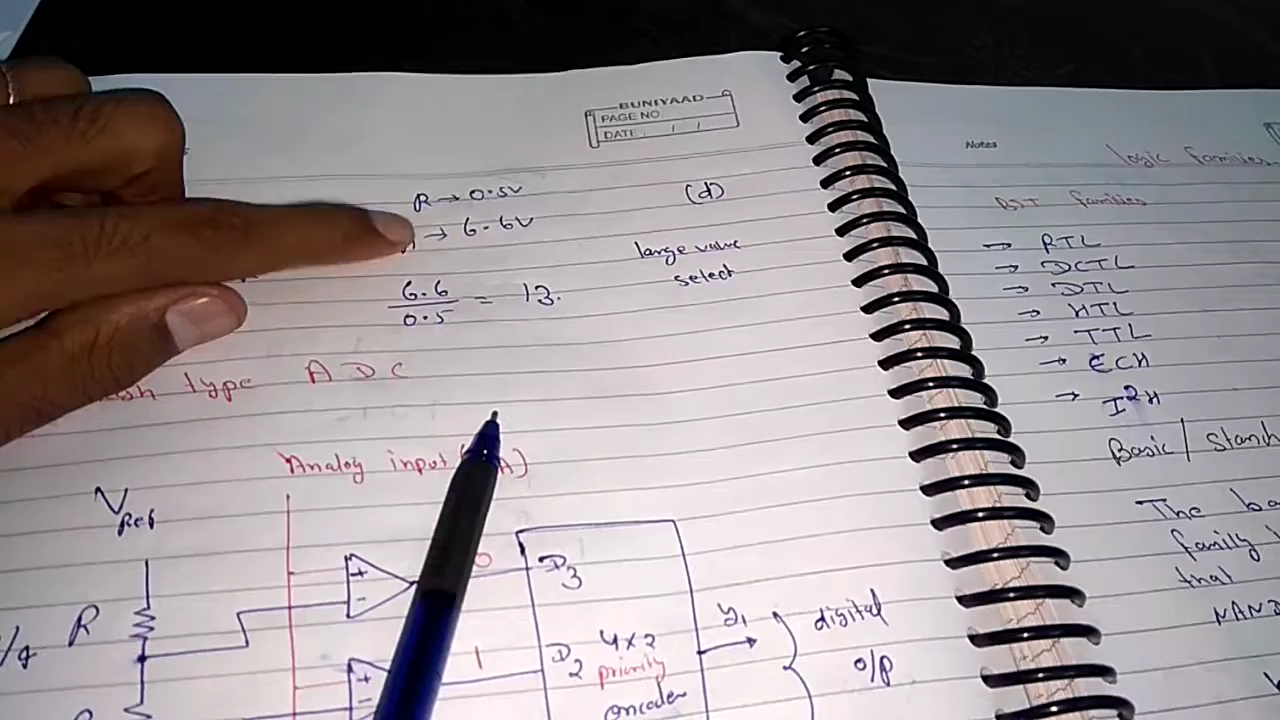 BUNIYAAD
PAGE NO
DATE: / /
R → 0.5V
→ 6.6V
(d)
large value
select
6.6 / 0.5 = 13.
type ADC
Analog input
VRef
R
+
-
0
D3
1
D2
+
4x2
priority
encoder
y1
digital
o/p
Notes
logic families
→ RTL
→ DCTL
→ DTL
→ HTL
→ TTL
→ ECL
→ I²L
Basic/
The
family
that